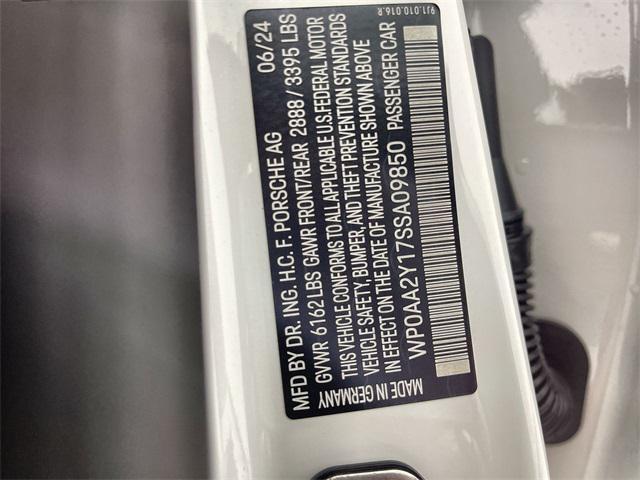 9J1.010.016.R
MFD BY DR. ING. H.C. F. PORSCHE AG 06/24
GVWR 6162 LBS GAWR FRONT/REAR 2888 / 3395 LBS
THIS VEHICLE CONFORMS TO ALL APPLICABLE U.S. FEDERAL MOTOR
VEHICLE SAFETY, BUMPER, AND THEFT PREVENTION STANDARDS
IN EFFECT ON THE DATE OF MANUFACTURE SHOWN ABOVE
WP0AA2Y17SSA09850 PASSENGER CAR
MADE IN GERMANY